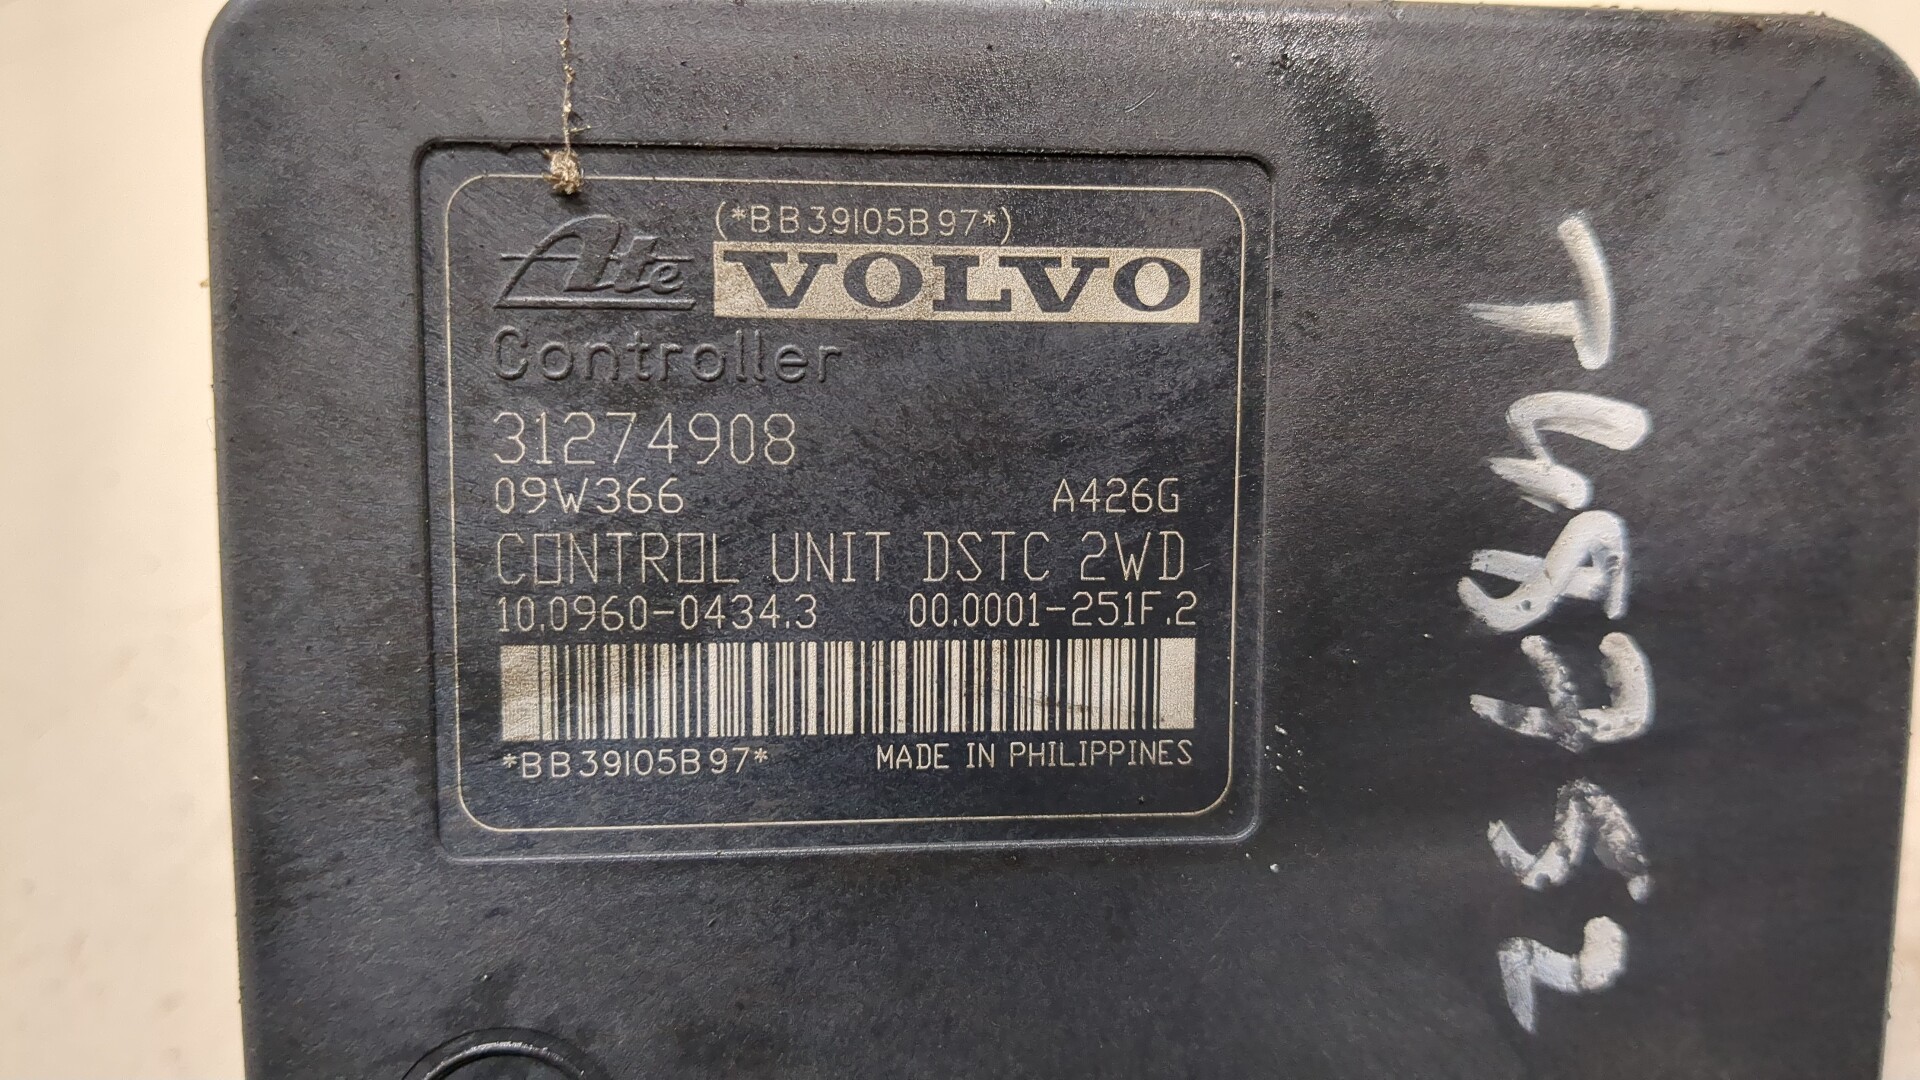 (*BB39105B97*)
Ate VOLVO
Controller
31274908
09W366 A426G
CONTROL UNIT DSTC 2WD
10.0960-0434.3 00.0001-251F.2
*BB39105B97* MADE IN PHILIPPINES